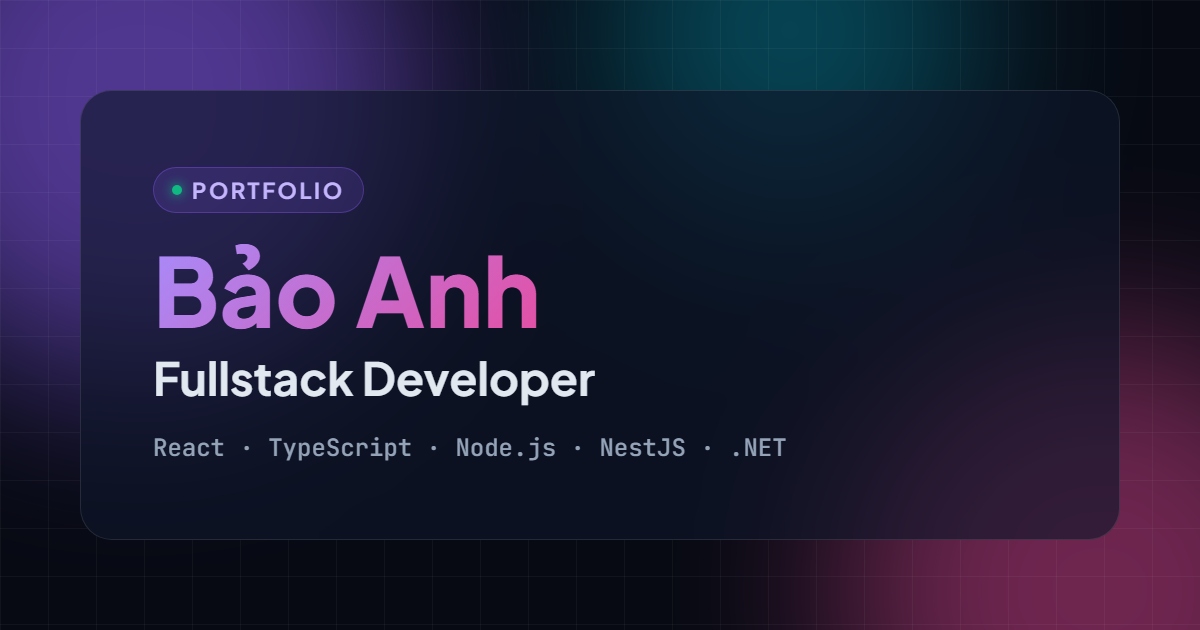 PORTFOLIO
Bảo Anh
Fullstack Developer
React · TypeScript · Node.js · NestJS · .NET